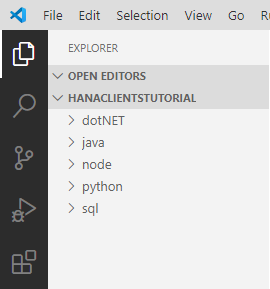 File Edit Selection View Go
EXPLORER
OPEN EDITORS
HANACLIENTSTUTORIAL
dotNET
java
node
python
sql